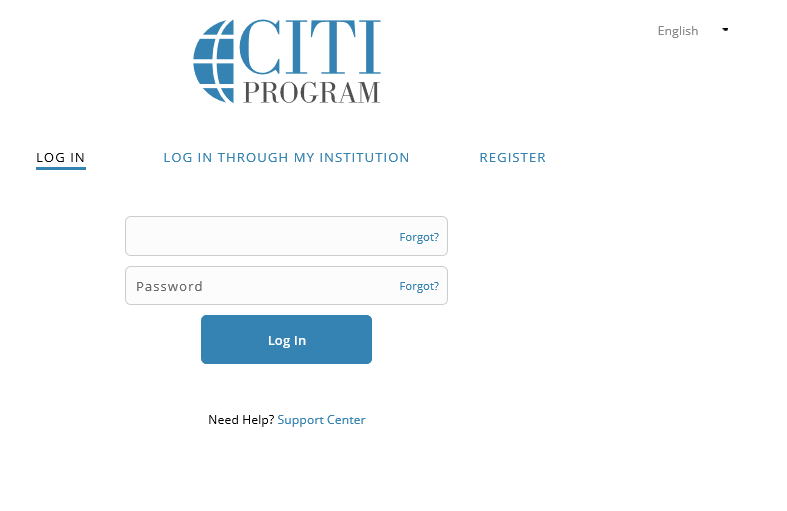 English
CITI
PROGRAM
LOG IN
LOG IN THROUGH MY INSTITUTION
REGISTER
Forgot?
Password
Forgot?
Log In
Need Help? Support Center